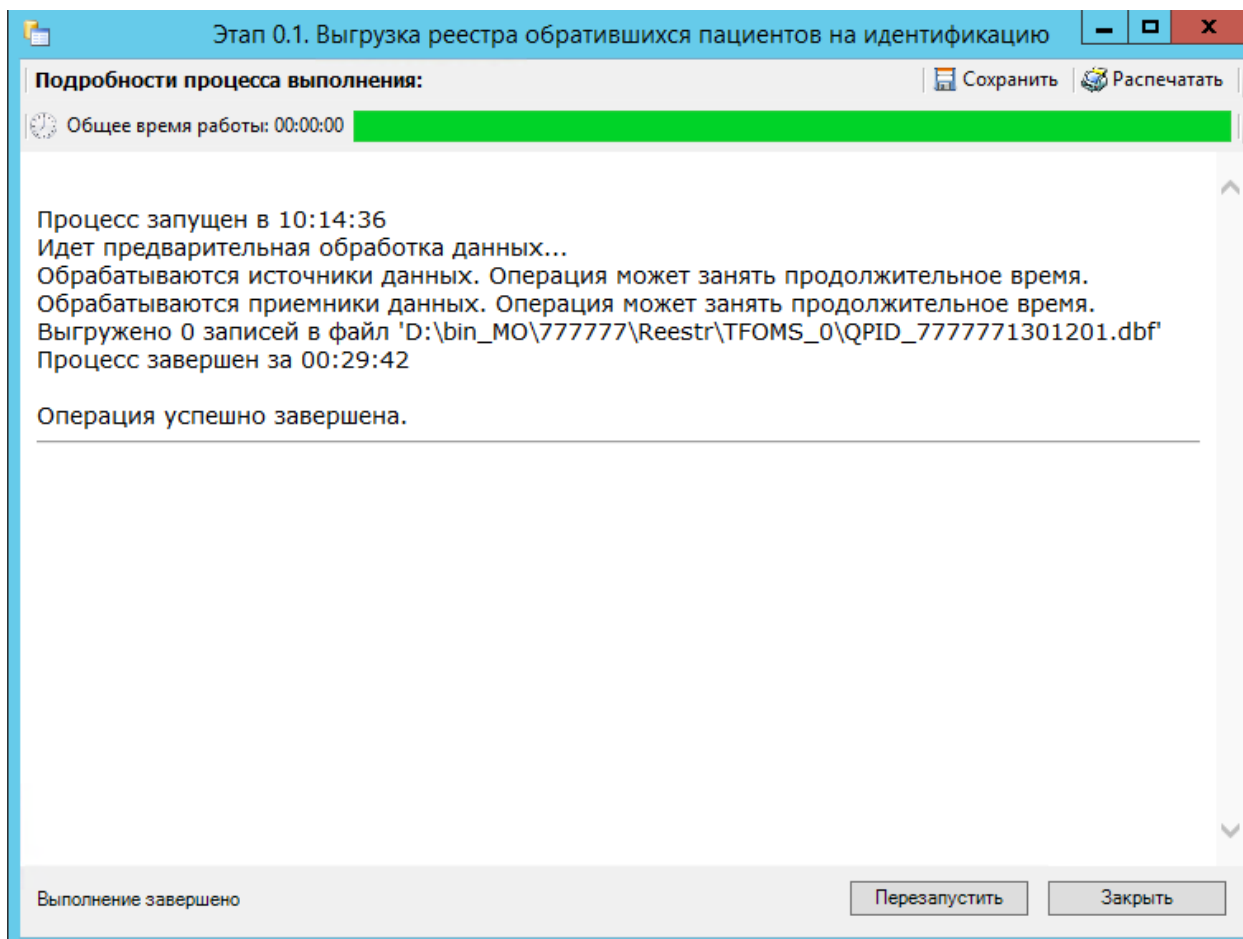 Этап 0.1. Выгрузка реестра обратившихся пациентов на идентификацию
Подробности процесса выполнения:
Сохранить
Распечатать
Общее время работы: 00:00:00
Процесс запущен в 10:14:36
Идет предварительная обработка данных...
Обрабатываются источники данных. Операция может занять продолжительное время.
Обрабатываются приемники данных. Операция может занять продолжительное время.
Выгружено 0 записей в файл 'D:\bin_MO\777777\Reestr\TFOMS_0\QPID_7777771301201.dbf'
Процесс завершен за 00:29:42
Операция успешно завершена.
Выполнение завершено
Перезапустить
Закрыть